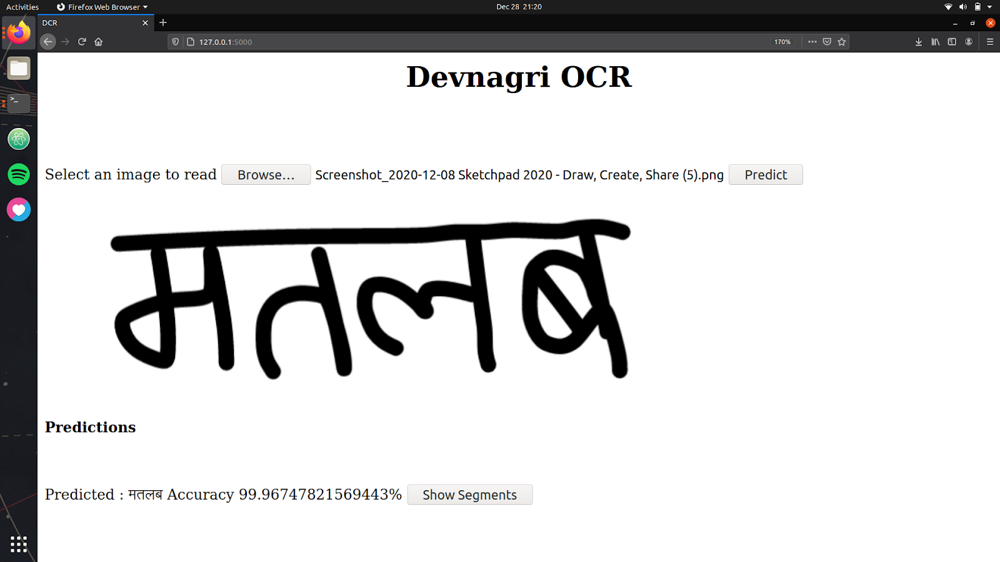 Activities Firefox Web Browser Dec 28 21:20
DCR
127.0.0.1:5000 170%
Devnagri OCR
Select an image to read Browse... Screenshot_2020-12-08 Sketchpad 2020 - Draw, Create, Share (5).png Predict
मतलब
Predictions
Predicted : मतलब Accuracy 99.96747821569443% Show Segments